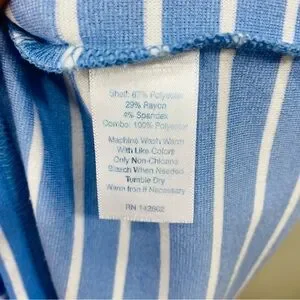 Shell: 67% Polyester
29% Rayon
4% Spandex
Combo: 100% Polyester
Machine Wash Warm
With Like Colors
Only Non-Chlorine
Bleach When Needed
Tumble Dry
Warm Iron if Necessary
RN 142602